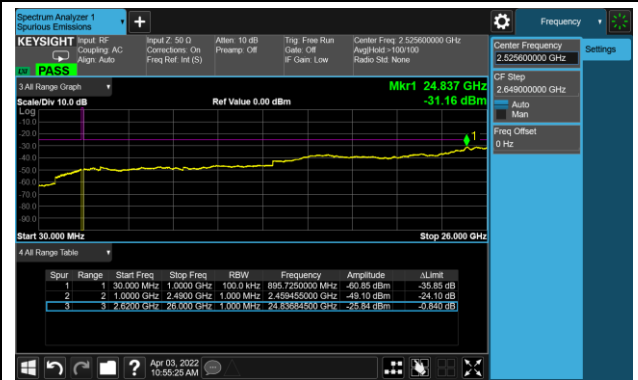 Spectrum Analyzer 1
Spurious Emissions
Frequency
KEYSIGHT
Input: RF
Coupling: AC
Align: Auto
Input Z: 50 Ω
Corrections: On
Freq Ref: Int (S)
Atten: 10 dB
Preamp: Off
Trig: Free Run
Gate: Off
IF Gain: Low
Center Freq: 2.525600000 GHz
Avg|Hold:>100/100
Radio Std: None
LW PASS
Center Frequency
2.525600000 GHz
Settings
CF Step
2.649000000 GHz
Auto
Man
Freq Offset
0 Hz
3 All Range Graph
Mkr1 24.837 GHz
-31.16 dBm
Scale/Div 10.0 dB
Ref Value 0.00 dBm
Log
-10.0
-20.0
-30.0
-40.0
-50.0
-60.0
-70.0
-80.0
-90.0
1
Start 30.000 MHz
Stop 26.000 GHz
4 All Range Table
Spur Range Start Freq Stop Freq RBW Frequency Amplitude ΔLimit
1 1 30.000 MHz 1.0000 GHz 100.0 kHz 895.7250000 MHz -60.85 dBm -35.85 dB
2 2 1.0000 GHz 2.4900 GHz 1.000 MHz 2.459455000 GHz -49.10 dBm -24.10 dB
3 3 2.6200 GHz 26.000 GHz 1.000 MHz 24.83684500 GHz -25.84 dBm -0.840 dB
?
Apr 03, 2022
10:55:25 AM